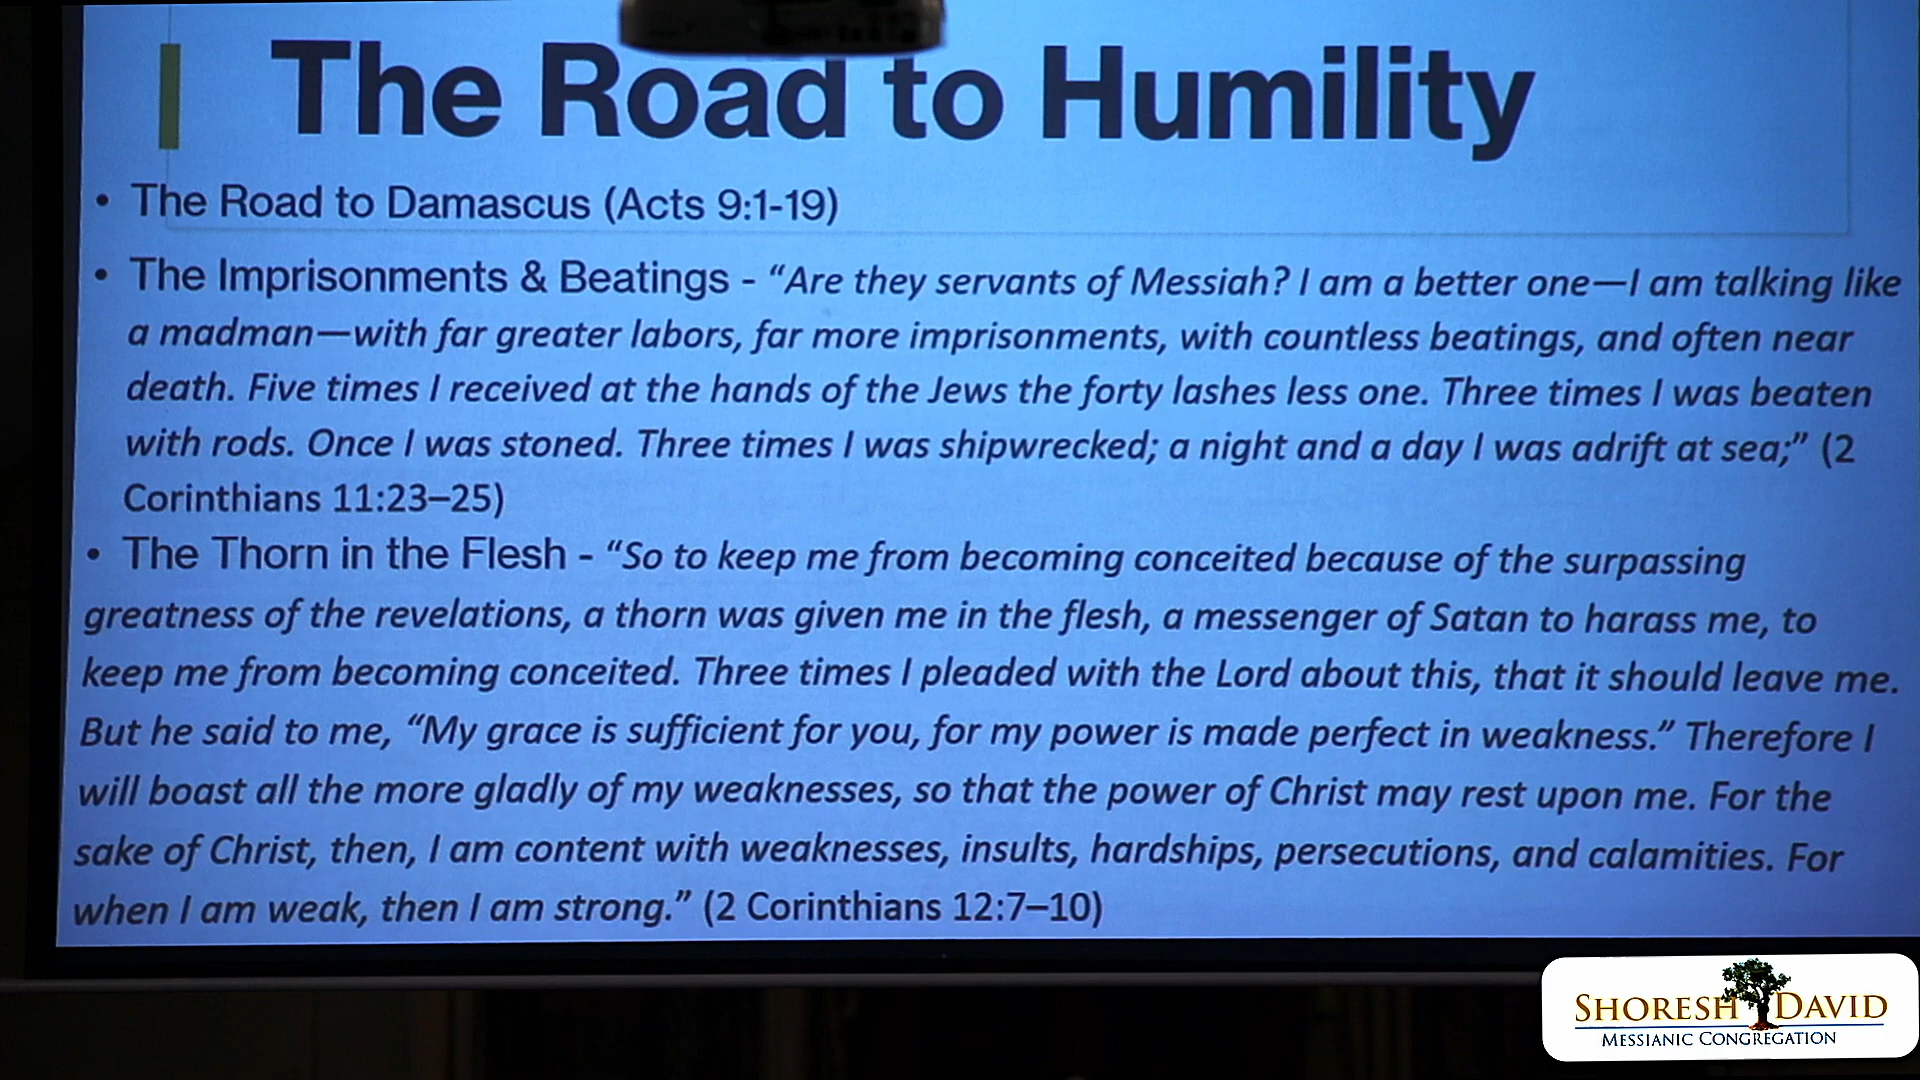 The Road to Humility
• The Road to Damascus (Acts 9:1-19)
• The Imprisonments & Beatings - “Are they servants of Messiah? I am a better one—I am talking like
a madman—with far greater labors, far more imprisonments, with countless beatings, and often near
death. Five times I received at the hands of the Jews the forty lashes less one. Three times I was beaten
with rods. Once I was stoned. Three times I was shipwrecked; a night and a day I was adrift at sea;” (2
Corinthians 11:23–25)
• The Thorn in the Flesh - “So to keep me from becoming conceited because of the surpassing
greatness of the revelations, a thorn was given me in the flesh, a messenger of Satan to harass me, to
keep me from becoming conceited. Three times I pleaded with the Lord about this, that it should leave me.
But he said to me, “My grace is sufficient for you, for my power is made perfect in weakness.” Therefore I
will boast all the more gladly of my weaknesses, so that the power of Christ may rest upon me. For the
sake of Christ, then, I am content with weaknesses, insults, hardships, persecutions, and calamities. For
when I am weak, then I am strong.” (2 Corinthians 12:7–10)
SHORESH DAVID
MESSIANIC CONGREGATION